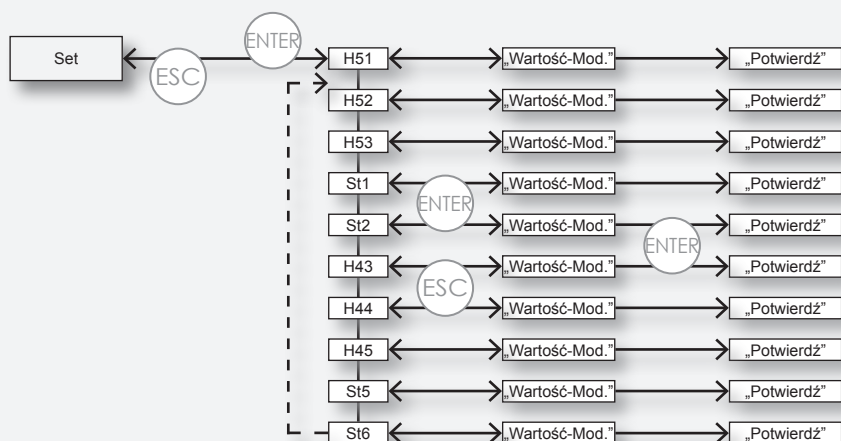 ENTER
Set
ESC
H51 „Wartość-Mod.” „Potwierdź”
H52 „Wartość-Mod.” „Potwierdź”
H53 „Wartość-Mod.” „Potwierdź”
St1 „Wartość-Mod.” „Potwierdź”
ENTER
St2 „Wartość-Mod.” „Potwierdź”
ENTER
H43 „Wartość-Mod.” „Potwierdź”
ESC
H44 „Wartość-Mod.” „Potwierdź”
H45 „Wartość-Mod.” „Potwierdź”
St5 „Wartość-Mod.” „Potwierdź”
St6 „Wartość-Mod.” „Potwierdź”